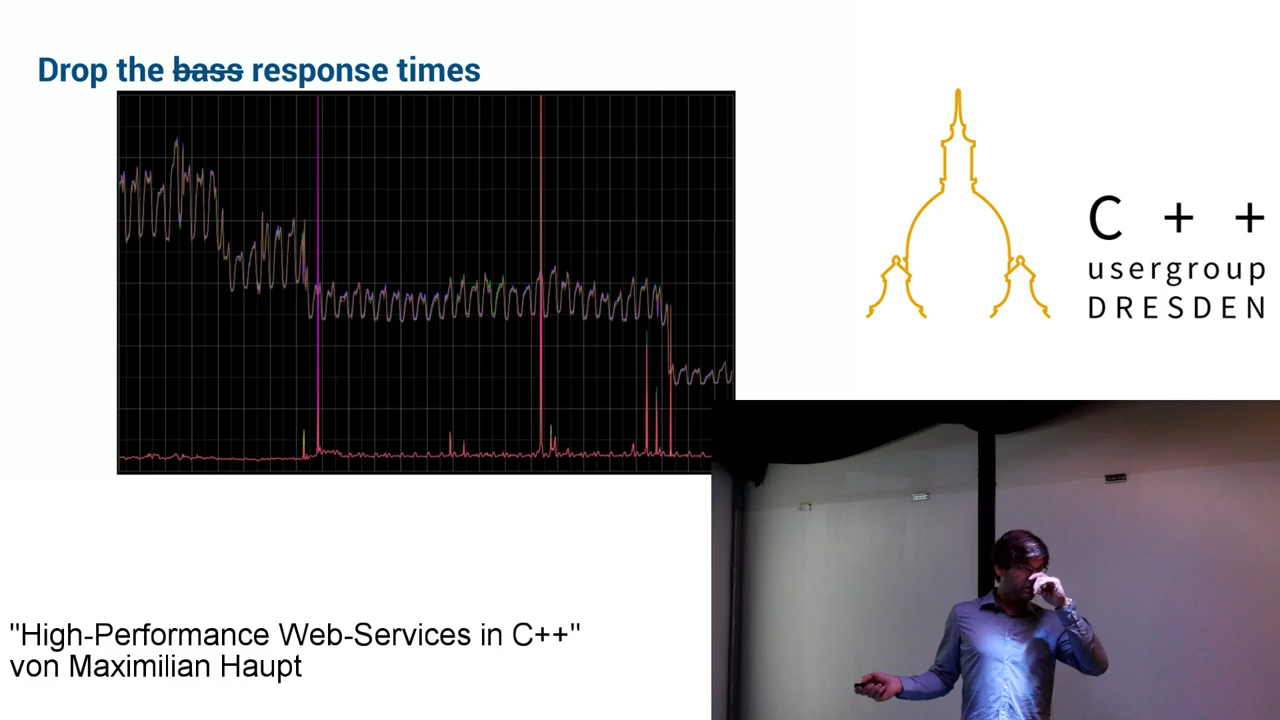 Drop the bass response times
C + +
usergroup
DRESDEN
"High-Performance Web-Services in C++"
von Maximilian Haupt